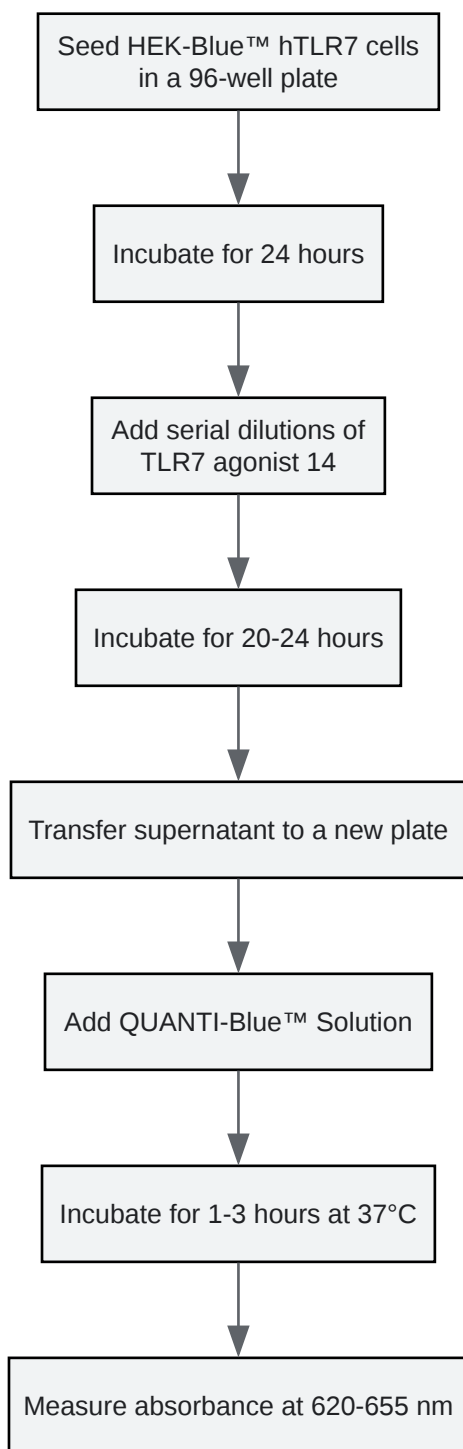 Seed HEK-Blue™ hTLR7 cells
in a 96-well plate
Incubate for 24 hours
Add serial dilutions of
TLR7 agonist 14
Incubate for 20-24 hours
Transfer supernatant to a new plate
Add QUANTI-Blue™ Solution
Incubate for 1-3 hours at 37°C
Measure absorbance at 620-655 nm